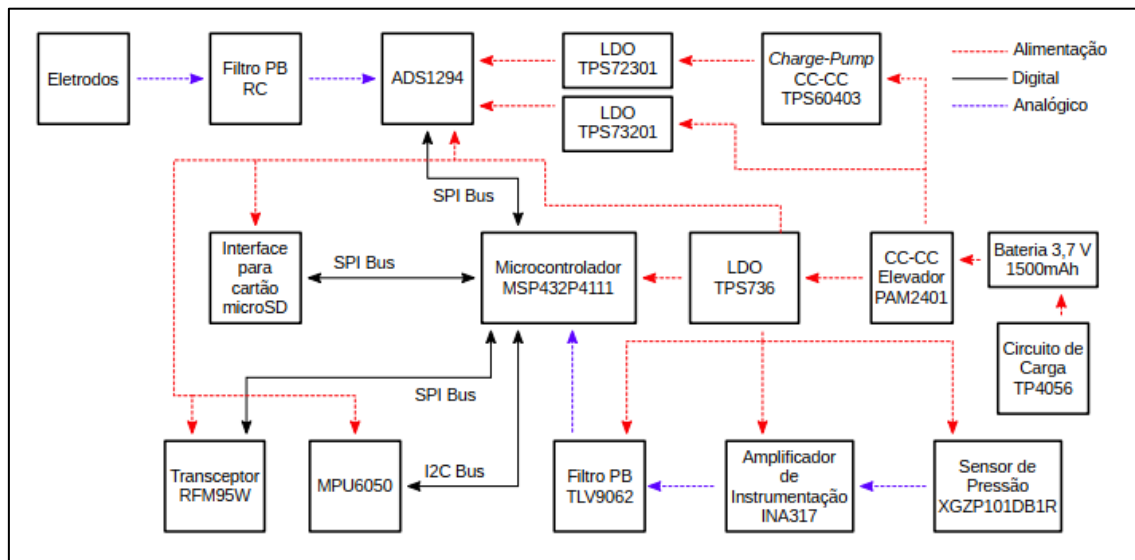 Eletrodos
Filtro PB
RC
ADS1294
LDO
TPS72301
LDO
TPS73201
Charge-Pump
CC-CC
TPS60403
Alimentação
Digital
Analógico
SPI Bus
Interface
para
cartão
microSD
SPI Bus
Microcontrolador
MSP432P4111
LDO
TPS736
CC-CC
Elevador
PAM2401
Bateria 3,7 V
1500mAh
Circuito de
Carga
TP4056
SPI Bus
Transceptor
RFM95W
MPU6050
I2C Bus
Filtro PB
TLV9062
Amplificador
de
Instrumentação
INA317
Sensor de
Pressão
XGZP101DB1R